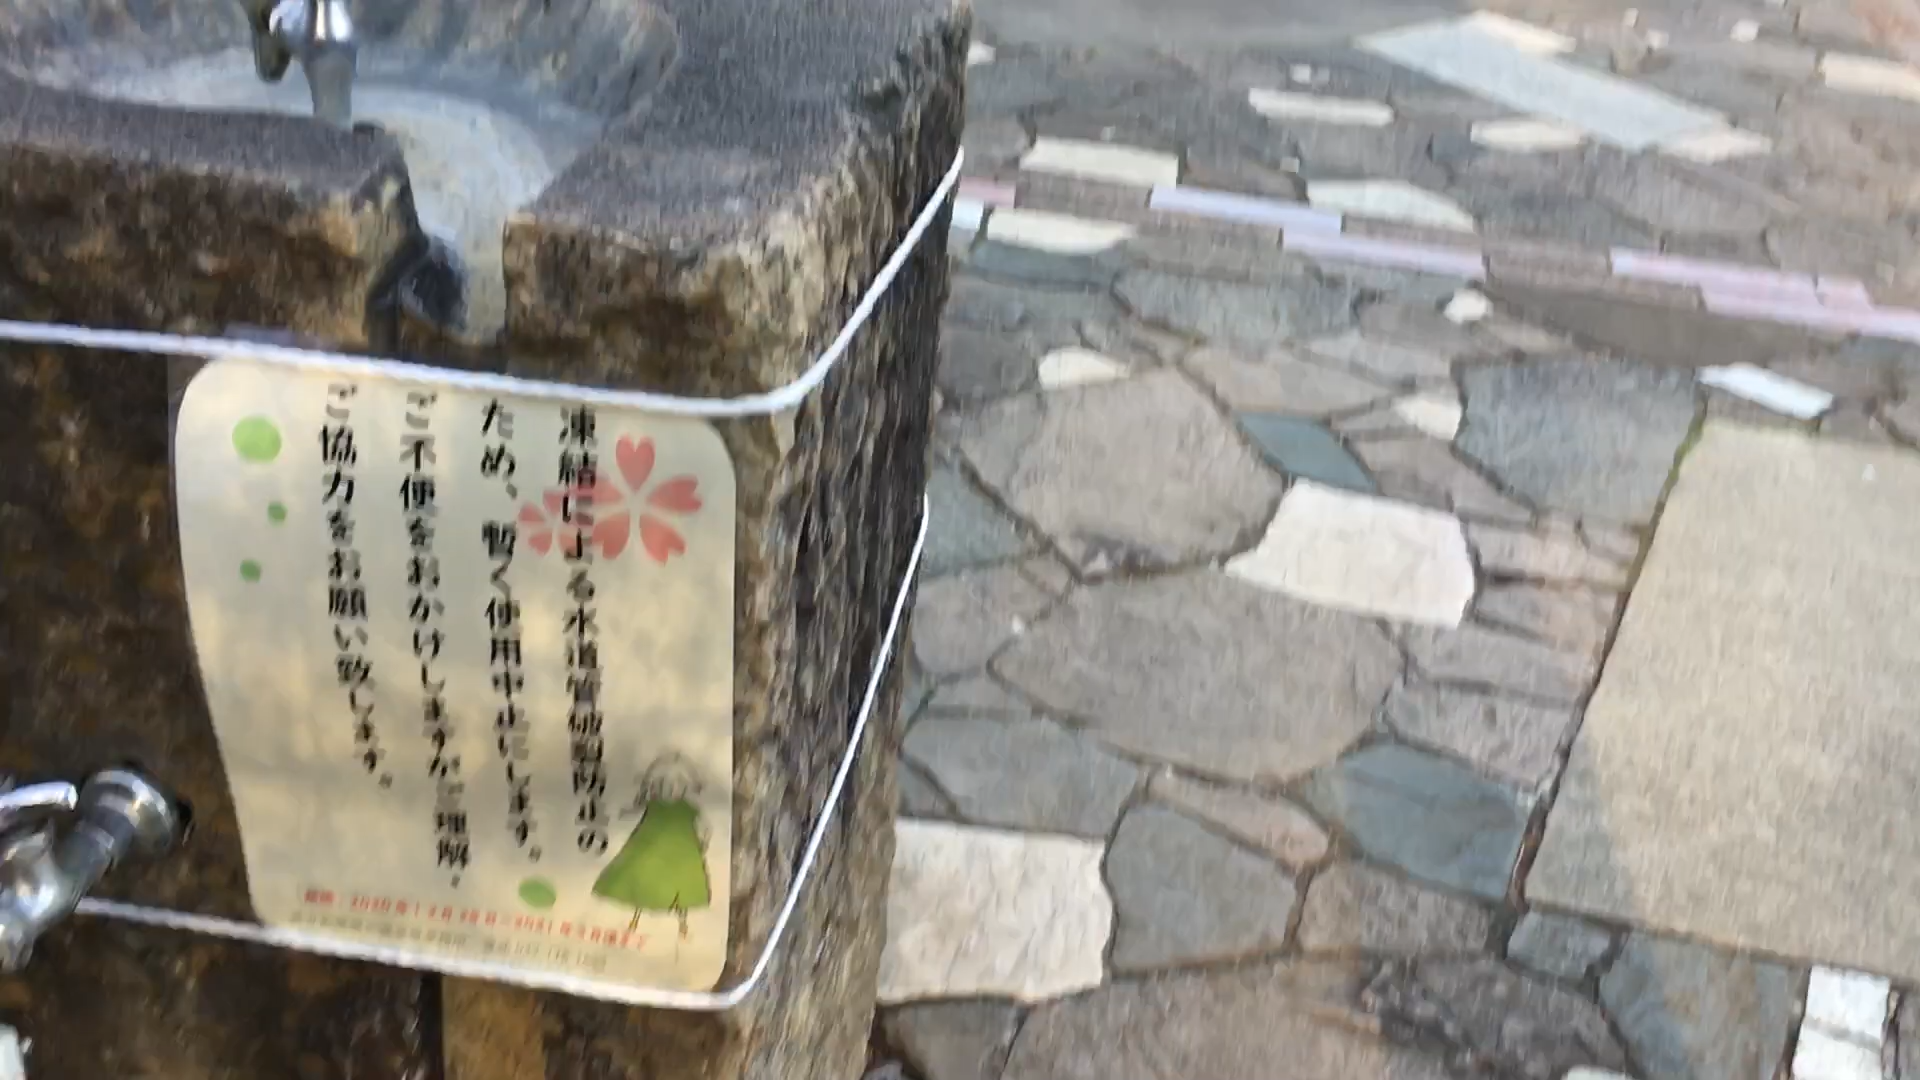 凍結による水道管破裂防止の
ため、暫く使用中止にします。
ご不便をおかけしますがご理解、
ご協力をお願い致します。